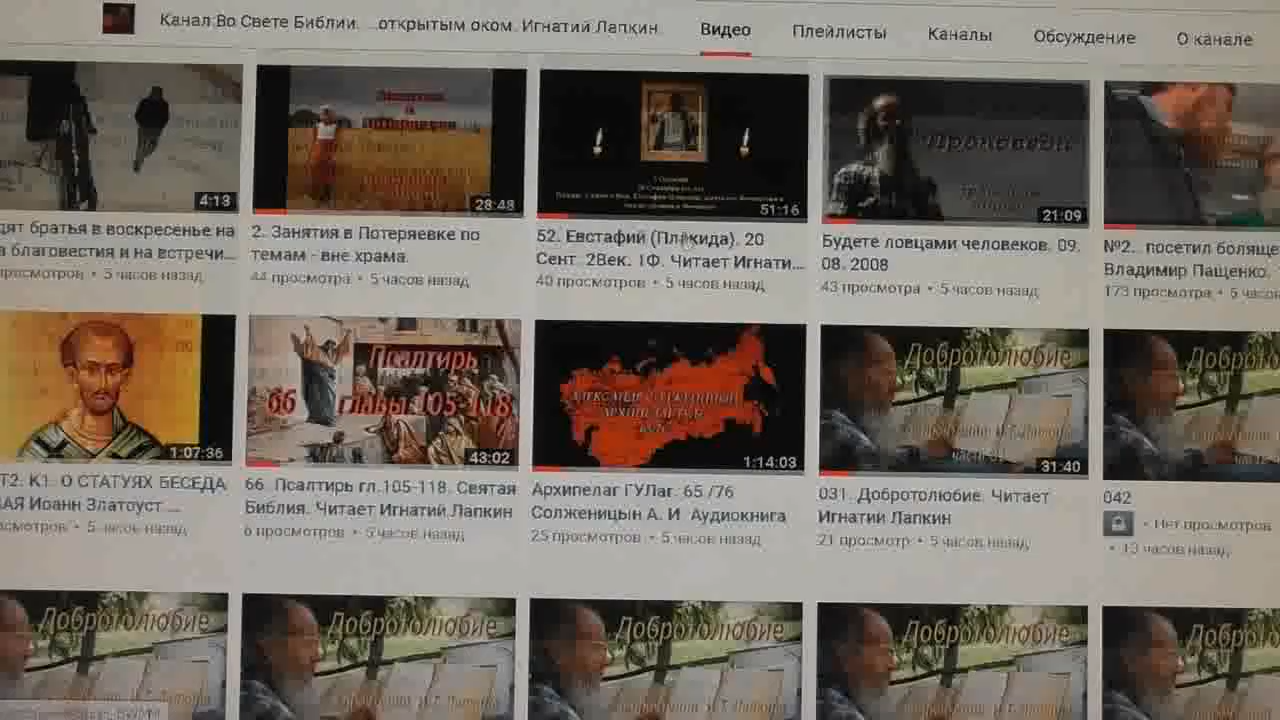 Канал Во Свете Библии. ...открытым оком. Игнатий Лапкин
Видео Плейлисты Каналы Обсуждение О канале
4:13
28:48
51:16
Проповеди
21:09
дят братья в воскресенье на
а благовестия и на встречи...
просмотров • 5 часов назад
2. Занятия в Потеряевке по
темам - вне храма.
44 просмотра • 5 часов назад
52. Евстафий (Плакида). 20
Сент. 2Век. 1Ф. Читает Игнати...
40 просмотров • 5 часов назад
Будете ловцами человеков. 09.
08. 2008
43 просмотра • 5 часов назад
№2.. посетил боляще
Владимир Пащенко.
173 просмотра • 5 часо
1:07:36
Псалтирь
66 главы 105-118
43:02
1:14:03
Добротолюбие
31:40
Добротолю
Т2. К1. О СТАТУЯХ БЕСЕДА
АЯ Иоанн Златоуст ...
смотров • 5 часов назад
66 Псалтирь гл.105-118. Святая
Библия. Читает Игнатий Лапкин
6 просмотров • 5 часов назад
Архипелаг ГУЛаг. 65 /76
Солженицын А. И Аудиокнига
25 просмотров • 5 часов назад
031. Добротолюбие. Читает
Игнатий Лапкин
21 просмотр • 5 часов назад
042
• Нет просмотров
• 13 часов назад
Добротолюбие
Добротолюбие
Добротолюбие
Добротолюбие
Добротолю